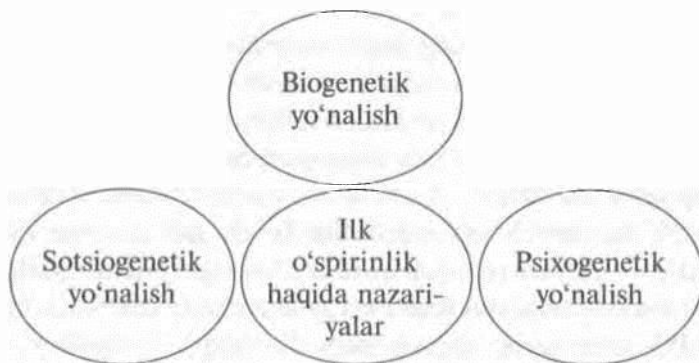 Biogenetik
yo‘nalish
Sotsiogenetik
yo‘nalish
Ilk
o‘spirinlik
haqida nazari-
yalar
Psixogenetik
yo‘nalish